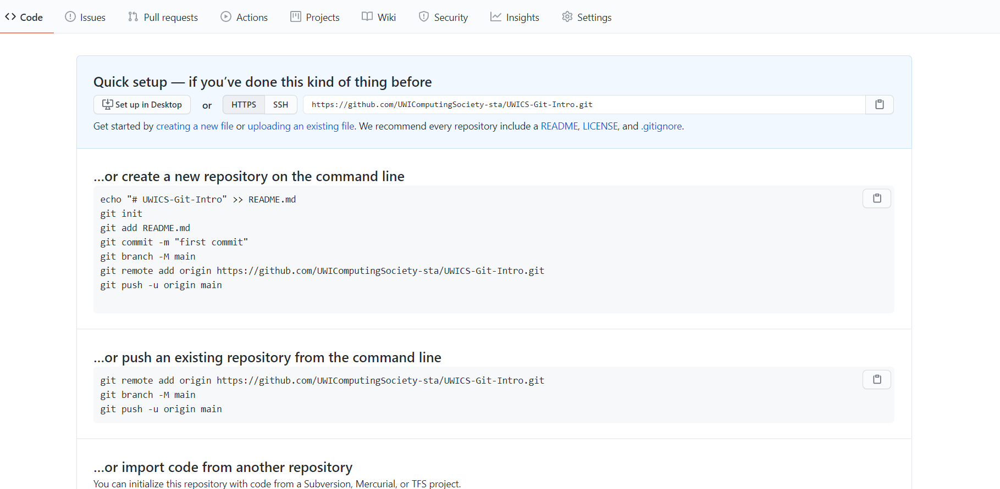 Code Issues Pull requests Actions Projects Wiki Security Insights Settings
Quick setup — if you’ve done this kind of thing before
Set up in Desktop or HTTPS SSH https://github.com/UWIComputingSociety-sta/UWICS-Git-Intro.git
Get started by creating a new file or uploading an existing file. We recommend every repository include a README, LICENSE, and .gitignore.
…or create a new repository on the command line
echo "# UWICS-Git-Intro" >> README.md
git init
git add README.md
git commit -m "first commit"
git branch -M main
git remote add origin https://github.com/UWIComputingSociety-sta/UWICS-Git-Intro.git
git push -u origin main
…or push an existing repository from the command line
git remote add origin https://github.com/UWIComputingSociety-sta/UWICS-Git-Intro.git
git branch -M main
git push -u origin main
…or import code from another repository
You can initialize this repository with code from a Subversion, Mercurial, or TFS project.